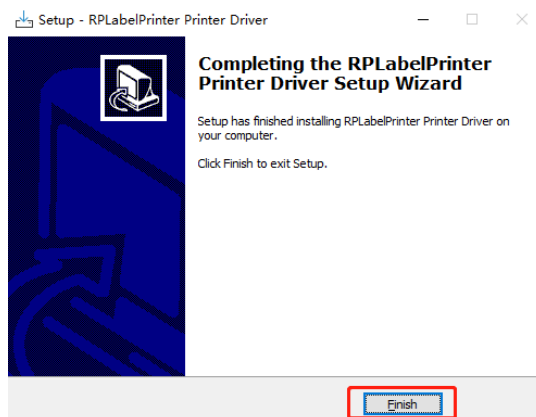 Setup - RPLabelPrinter Printer Driver
Completing the RPLabelPrinter
Printer Driver Setup Wizard
Setup has finished installing RPLabelPrinter Printer Driver on
your computer.
Click Finish to exit Setup.
Finish